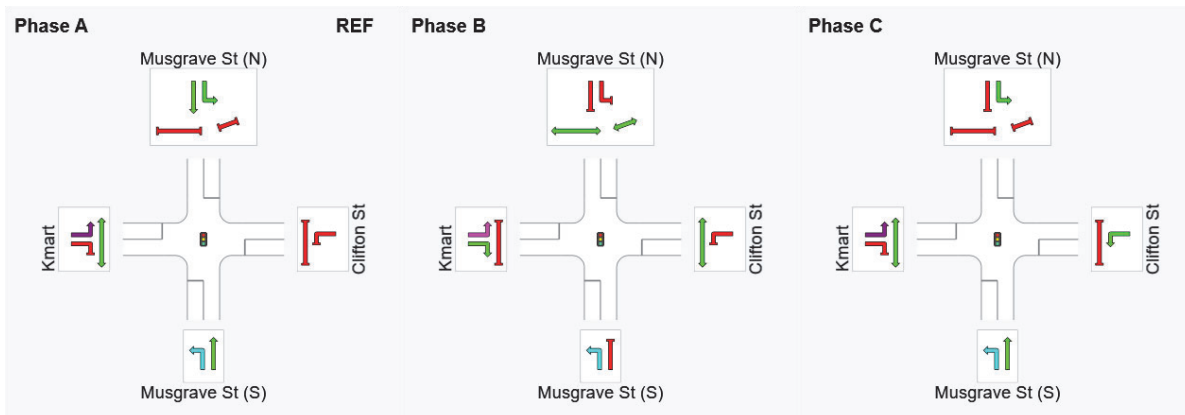 Phase A REF
Musgrave St (N)
Kmart
Clifton St
Musgrave St (S)
Phase B
Musgrave St (N)
Kmart
Clifton St
Musgrave St (S)
Phase C
Musgrave St (N)
Kmart
Clifton St
Musgrave St (S)